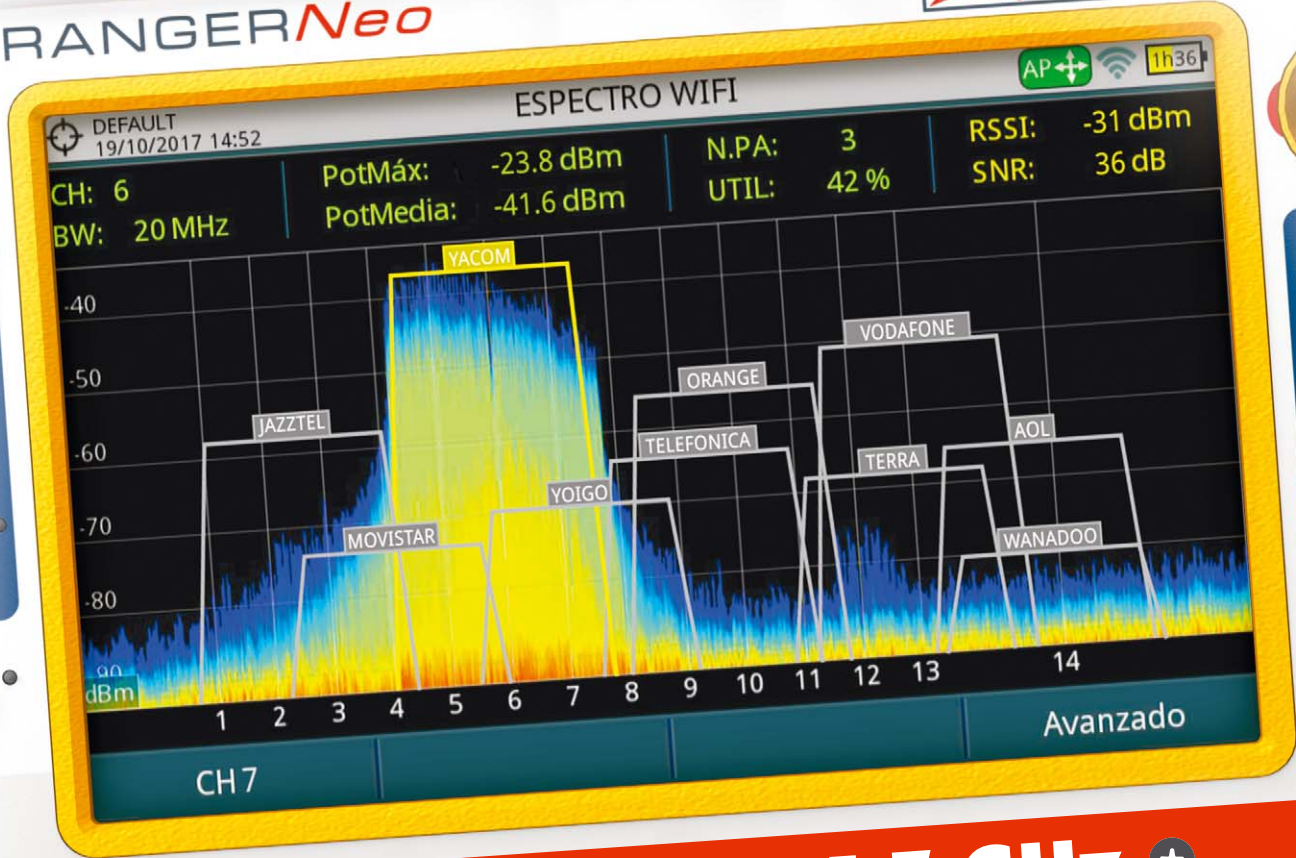 RANGERNeo
DEFAULT
19/10/2017 14:52
ESPECTRO WIFI
AP
1h36
CH: 6
BW: 20 MHz
PotMáx: -23.8 dBm
PotMedia: -41.6 dBm
N.PA: 3
UTIL: 42 %
RSSI: -31 dBm
SNR: 36 dB
-40
-50
-60
-70
-80
-90
dBm
YACOM
VODAFONE
ORANGE
JAZZTEL
TELEFONICA
AOL
TERRA
YOIGO
MOVISTAR
WANADOO
1 2 3 4 5 6 7 8 9 10 11 12 13 14
CH 7
Avanzado